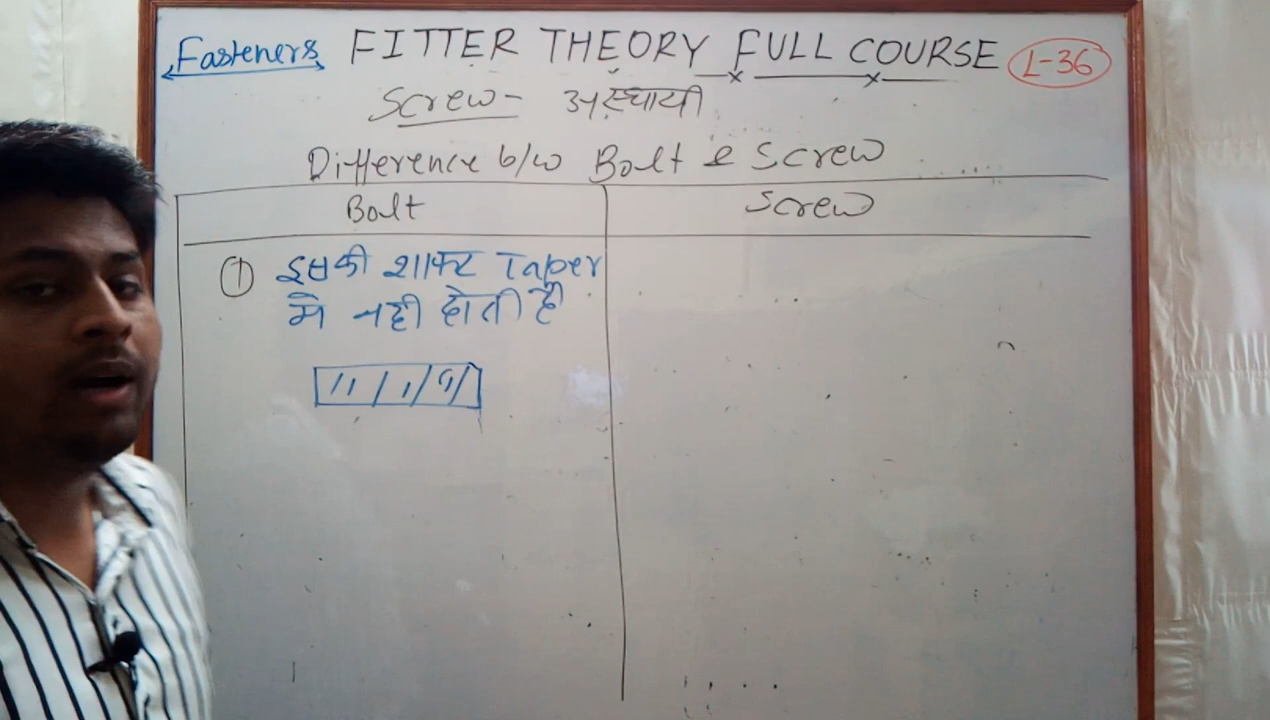 Fasteners FITTER THEORY FULL COURSE L-36
Screw - अस्थायी
Difference b/w Bolt & Screw
Bolt Screw
① इसकी शाफ्ट Taper
मे नही होती है